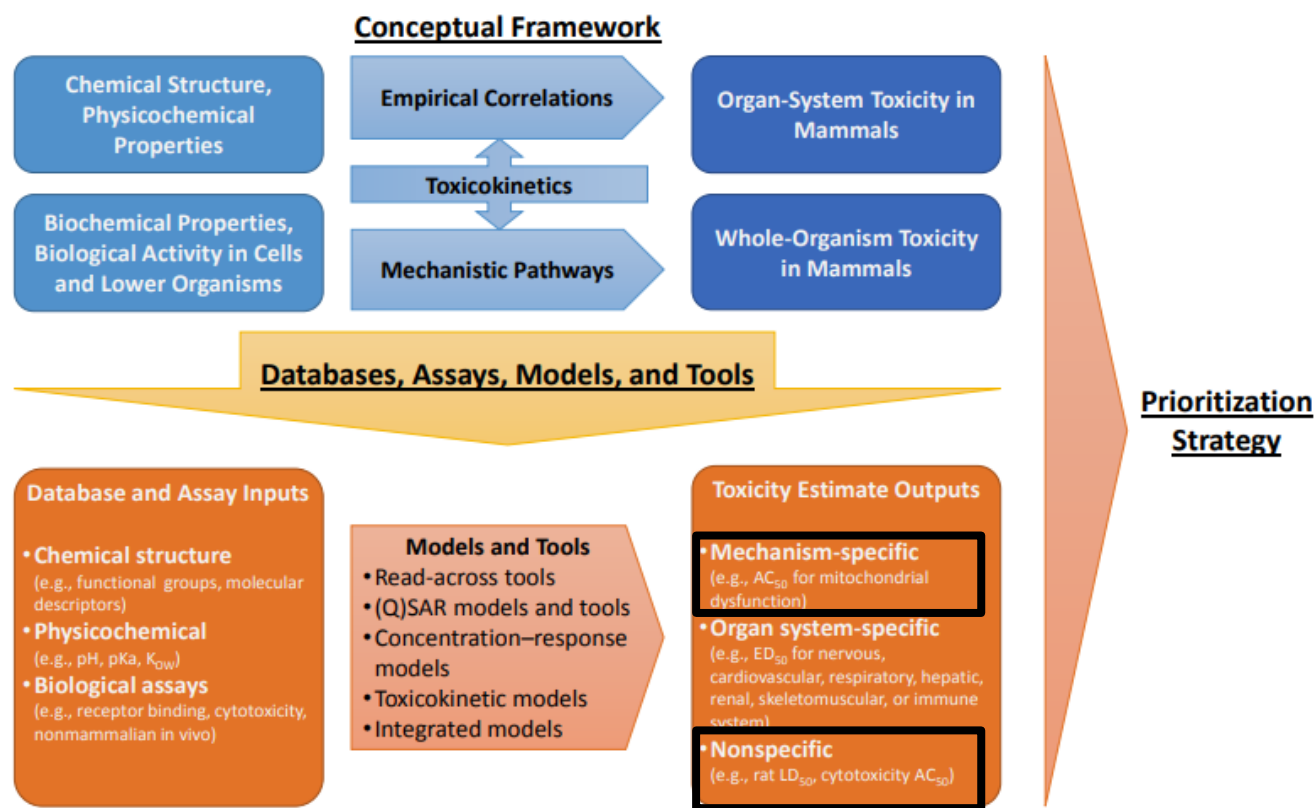 Conceptual Framework
Chemical Structure,
Physicochemical
Properties
Empirical Correlations
Organ-System Toxicity in
Mammals
Toxicokinetics
Biochemical Properties,
Biological Activity in Cells
and Lower Organisms
Mechanistic Pathways
Whole-Organism Toxicity
in Mammals
Databases, Assays, Models, and Tools
Prioritization
Strategy
Database and Assay Inputs
•Chemical structure
(e.g., functional groups, molecular
descriptors)
•Physicochemical
(e.g., pH, pKa, KOW)
•Biological assays
(e.g., receptor binding, cytotoxicity,
nonmammalian in vivo)
Models and Tools
•Read-across tools
•(Q)SAR models and tools
•Concentration–response
models
•Toxicokinetic models
•Integrated models
Toxicity Estimate Outputs
•Mechanism-specific
(e.g., AC50 for mitochondrial
dysfunction)
•Organ system-specific
(e.g., ED50 for nervous,
cardiovascular, respiratory, hepatic,
renal, skeletomuscular, or immune
system)
•Nonspecific
(e.g., rat LD50, cytotoxicity AC50)